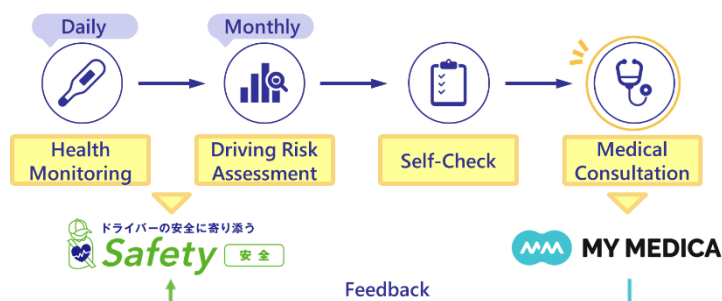 Daily
Monthly
Health
Monitoring
Driving Risk
Assessment
Self-Check
Medical
Consultation
ドライバーの安全に寄り添う
Safety 安全
MY MEDICA
Feedback